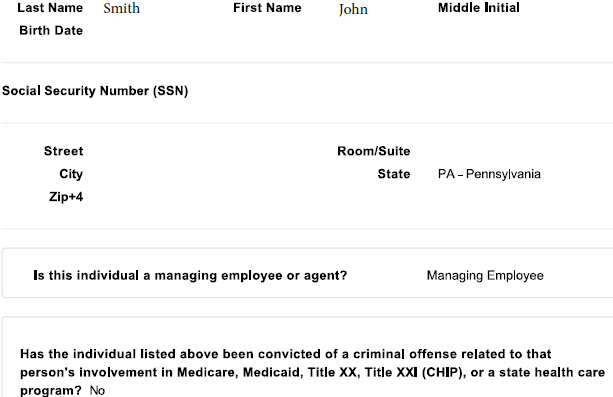 Last Name Smith First Name John Middle Initial
Birth Date
Social Security Number (SSN)
Street Room/Suite
City State PA - Pennsylvania
Zip+4
Is this individual a managing employee or agent? Managing Employee
Has the individual listed above been convicted of a criminal offense related to that
person's involvement in Medicare, Medicaid, Title XX, Title XXI (CHIP), or a state health care
program? No